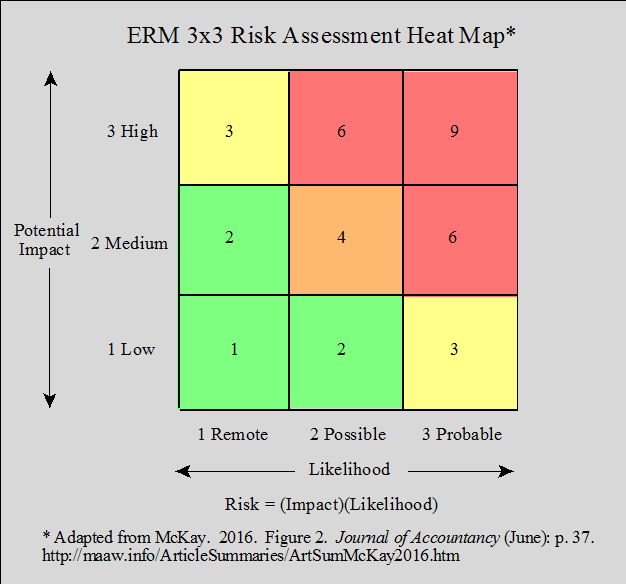 ERM 3x3 Risk Assessment Heat Map*
3 High 3 6 9
Potential
Impact
2 Medium 2 4 6
1 Low 1 2 3
1 Remote 2 Possible 3 Probable
Likelihood
Risk = (Impact)(Likelihood)
* Adapted from McKay. 2016. Figure 2. Journal of Accountancy (June): p. 37.
http://maaw.info/ArticleSummaries/ArtSumMcKay2016.htm